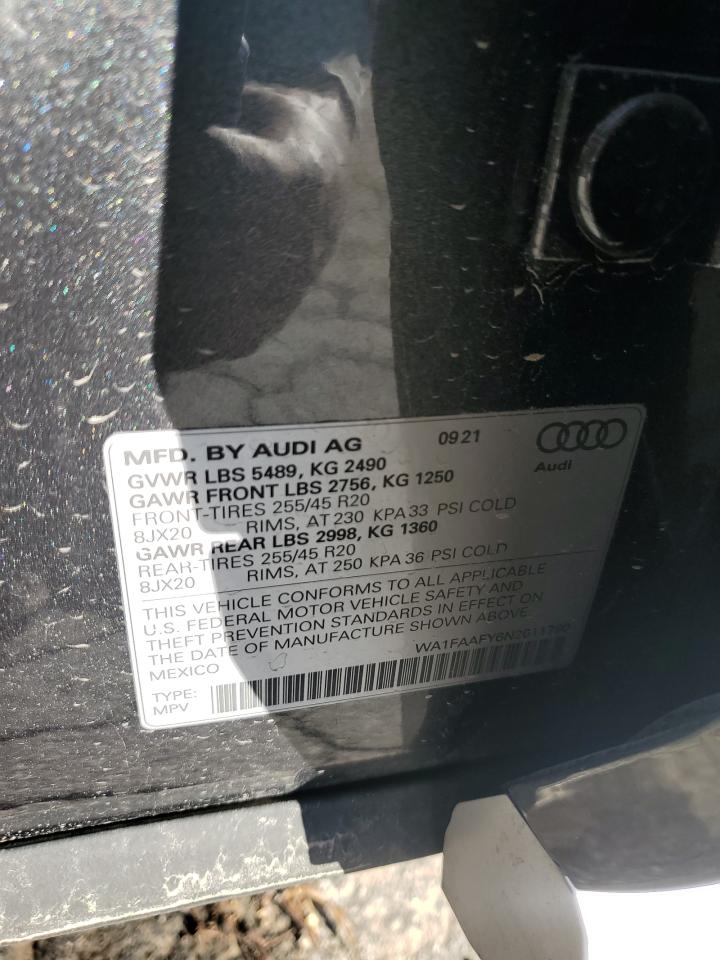 MFD. BY AUDI AG 0921
GVWR LBS 5489, KG 2490
GAWR FRONT LBS 2756, KG 1250
FRONT-TIRES 255/45 R20
8JX20 RIMS, AT 230 KPA 33 PSI COLD
GAWR REAR LBS 2998, KG 1360
REAR-TIRES 255/45 R20
8JX20 RIMS, AT 250 KPA 36 PSI COLD
THIS VEHICLE CONFORMS TO ALL APPLICABLE
U.S. FEDERAL MOTOR VEHICLE SAFETY AND
THEFT PREVENTION STANDARDS IN EFFECT ON
THE DATE OF MANUFACTURE SHOWN ABOVE.
MEXICO
TYPE:
MPV
Audi